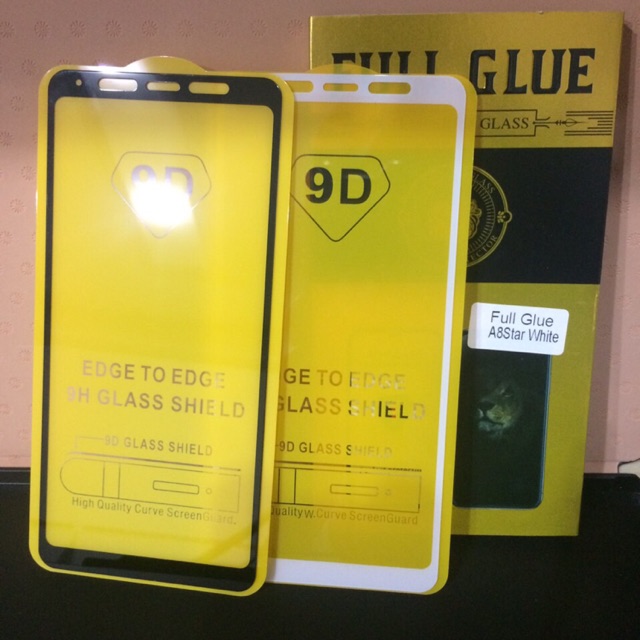 FULL GLUE
GLASS
9D
EDGE TO EDGE
9H GLASS SHIELD
9D GLASS SHIELD
High Quality Curve ScreenGuard.
9D
GE TO EDGE
GLASS SHIELD
9D GLASS SHIELD
uality W.Curve ScreenGuard
Full Glue
A8Star White